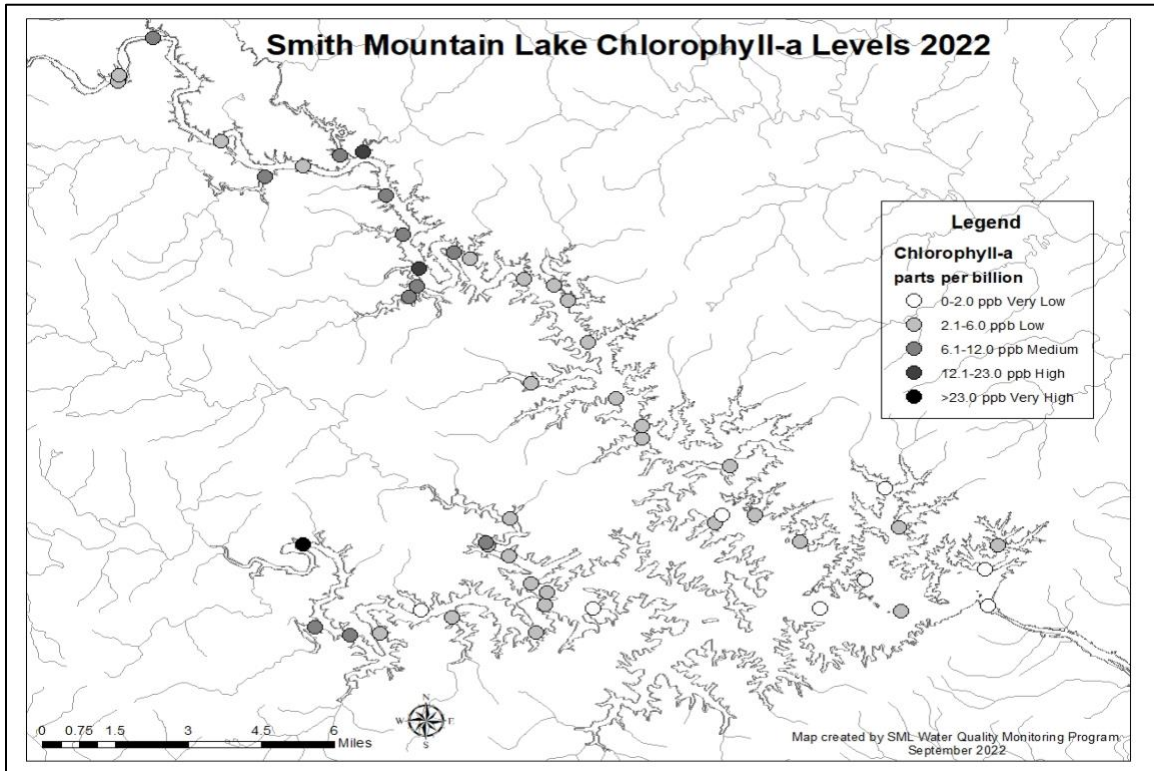 Smith Mountain Lake Chlorophyll-a Levels 2022
Legend
Chlorophyll-a
parts per billion
0-2.0 ppb Very Low
2.1-6.0 ppb Low
6.1-12.0 ppb Medium
12.1-23.0 ppb High
>23.0 ppb Very High
N
W E
S
0 0.75 1.5 3 4.5 6
Miles
Map created by SML Water Quality Monitoring Program
September 2022